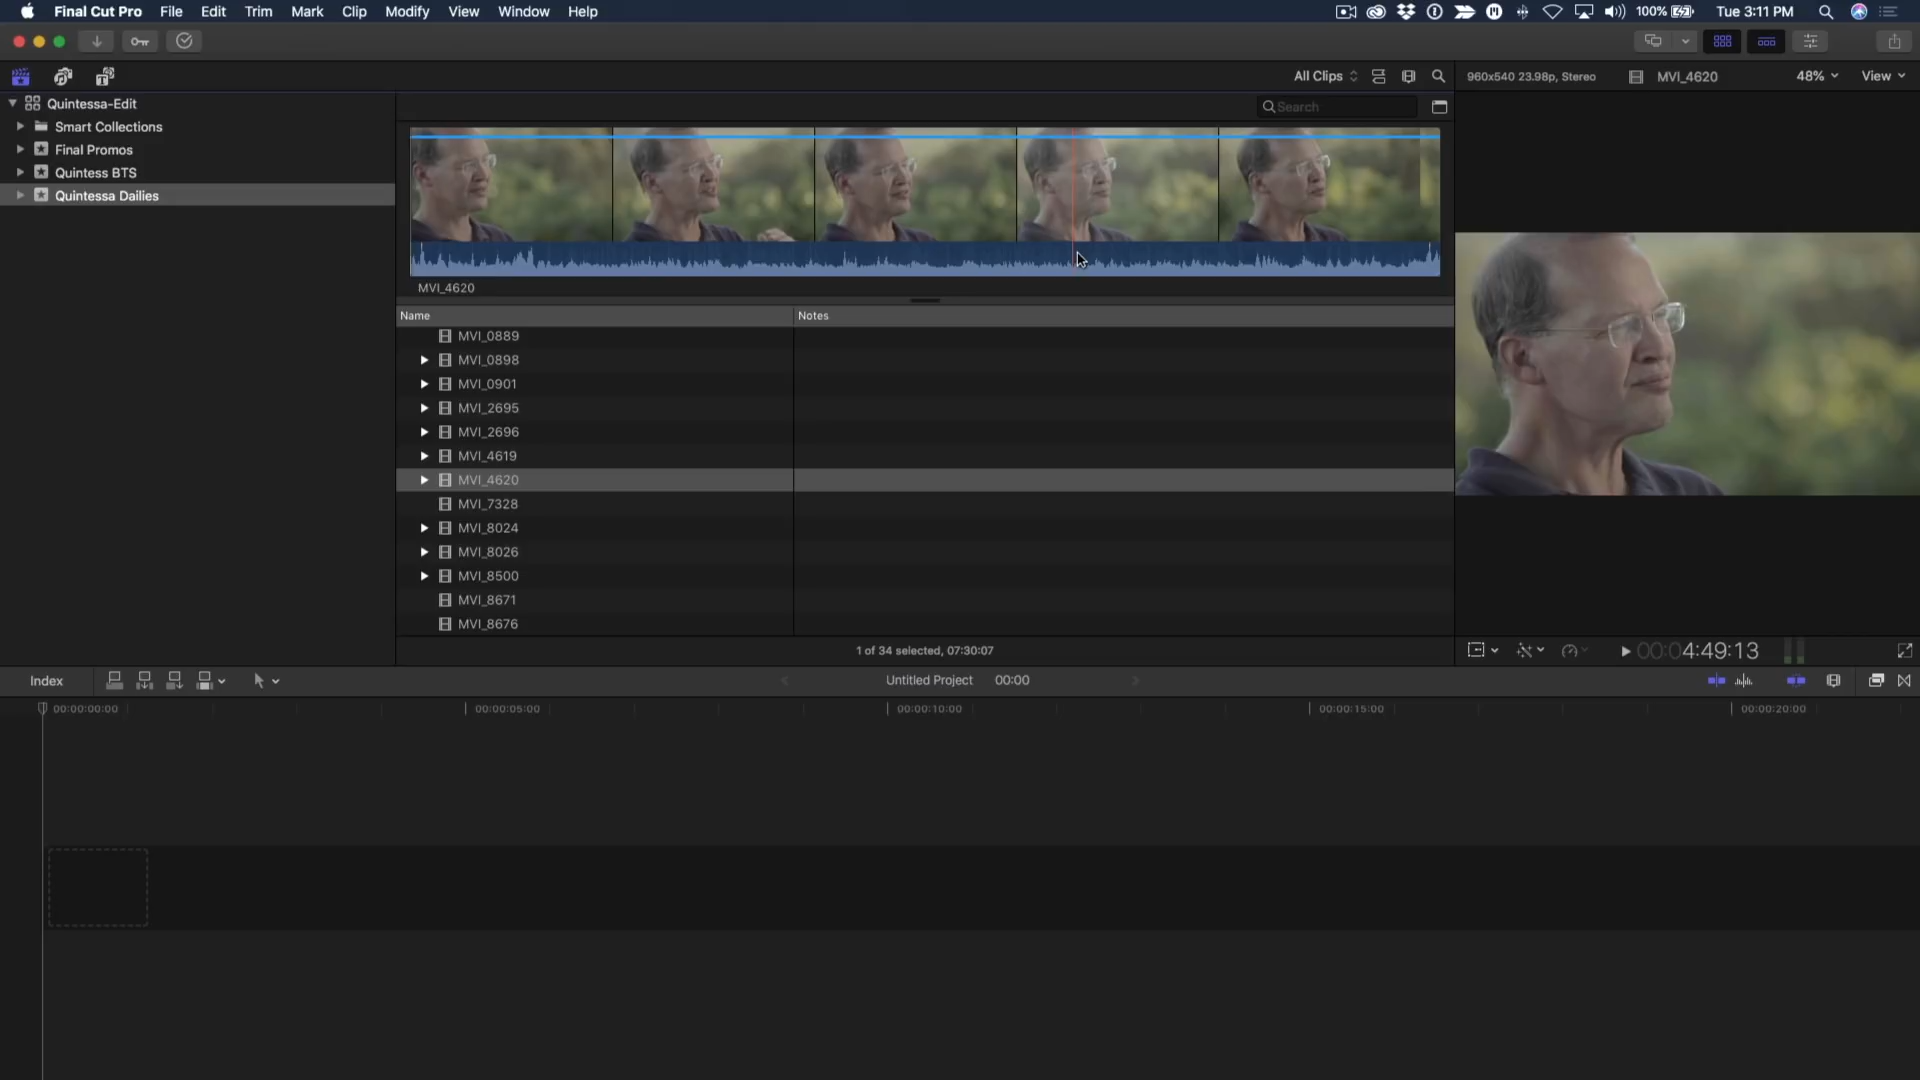 Final Cut Pro File Edit Trim Mark Clip Modify View Window Help 100% Tue 3:11 PM
All Clips 960x540 23.98p, Stereo MVI_4620 48% View
Quintessa-Edit
Search
Smart Collections
Final Promos
Quintess BTS
Quintessa Dailies
MVI_4620
Name Notes
MVI_0889
MVI_0898
MVI_0901
MVI_2695
MVI_2696
MVI_4619
MVI_4620
MVI_7328
MVI_8024
MVI_8026
MVI_8500
MVI_8671
MVI_8676
1 of 34 selected, 07:30:07
00:04:49:13
Index Untitled Project 00:00
00:00:00:00 00:00:05:00 00:00:10:00 00:00:15:00 00:00:20:00